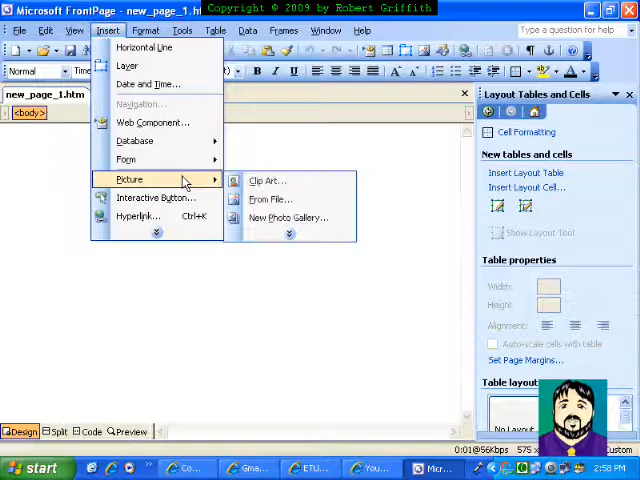 Copyright © 2009 by Robert Griffith
Microsoft FrontPage - new_page_1.ht
File Edit View Insert Format Tools Table Data Frames Window Help
Type a question for help
Normal
B I U
new_page_1.htm
<body>
Horizontal Line
Layer
Date and Time...
Navigation...
Web Component...
Database
Form
Picture
Interactive Button...
Hyperlink... Ctrl+K
Clip Art...
From File...
New Photo Gallery...
Layout Tables and Cells
Cell Formatting
New tables and cells
Insert Layout Table
Insert Layout Cell...
Show Layout Tool
Table properties
Width:
Height:
Alignment:
Auto-scale cells with table
Set Page Margins...
Table layout
No Layout
Design Split Code Preview
0:01@56Kbps 575 x Custom
start Co... Gma... ETU... You... Micr... 2:58 PM